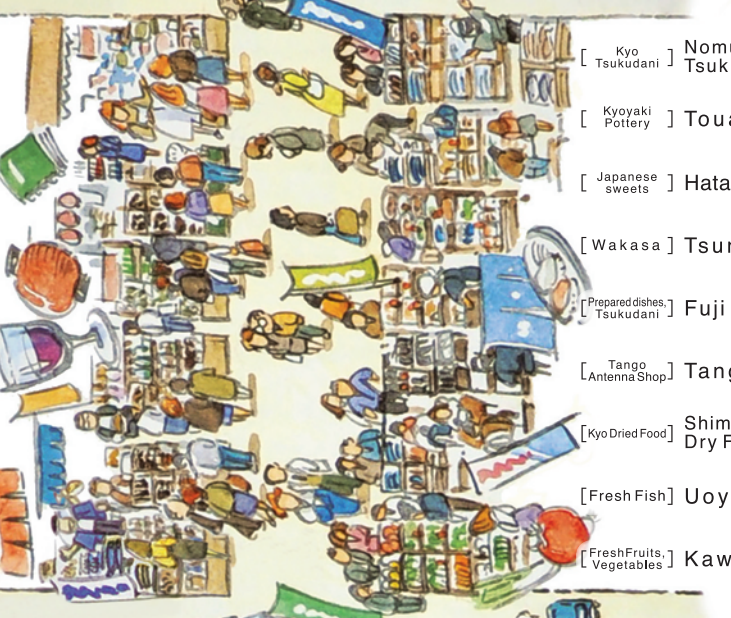 [ Kyo
Tsukudani ]
Tsuk
[ Kyoyaki
Pottery ] Toua
[ Japanese
sweets ] Hata
[ Wakasa ] Tsur
[ Prepared dishes,
Tsukudani ] Fuji
[ Tango
Antenna Shop ] Tang
[ Kyo Dried Food ] Shim
Dry F
[ Fresh Fish ] Uoy
[ Fresh Fruits,
Vegetables ] Kaw